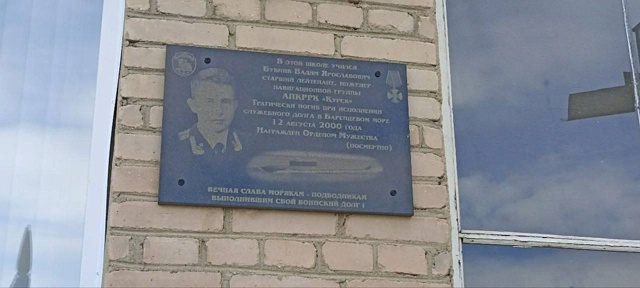 В этой школе учился
Бубнив Вадим Ярославович
старший лейтенант, инженер
навигационной группы
АПКРРК «Курск»
Трагически погиб при исполнении
служебного долга в Баренцевом море
12 августа 2000 года
Награжден Орденом Мужества
(посмертно)
Вечная слава морякам - подводникам
выполнившим свой воинский долг!